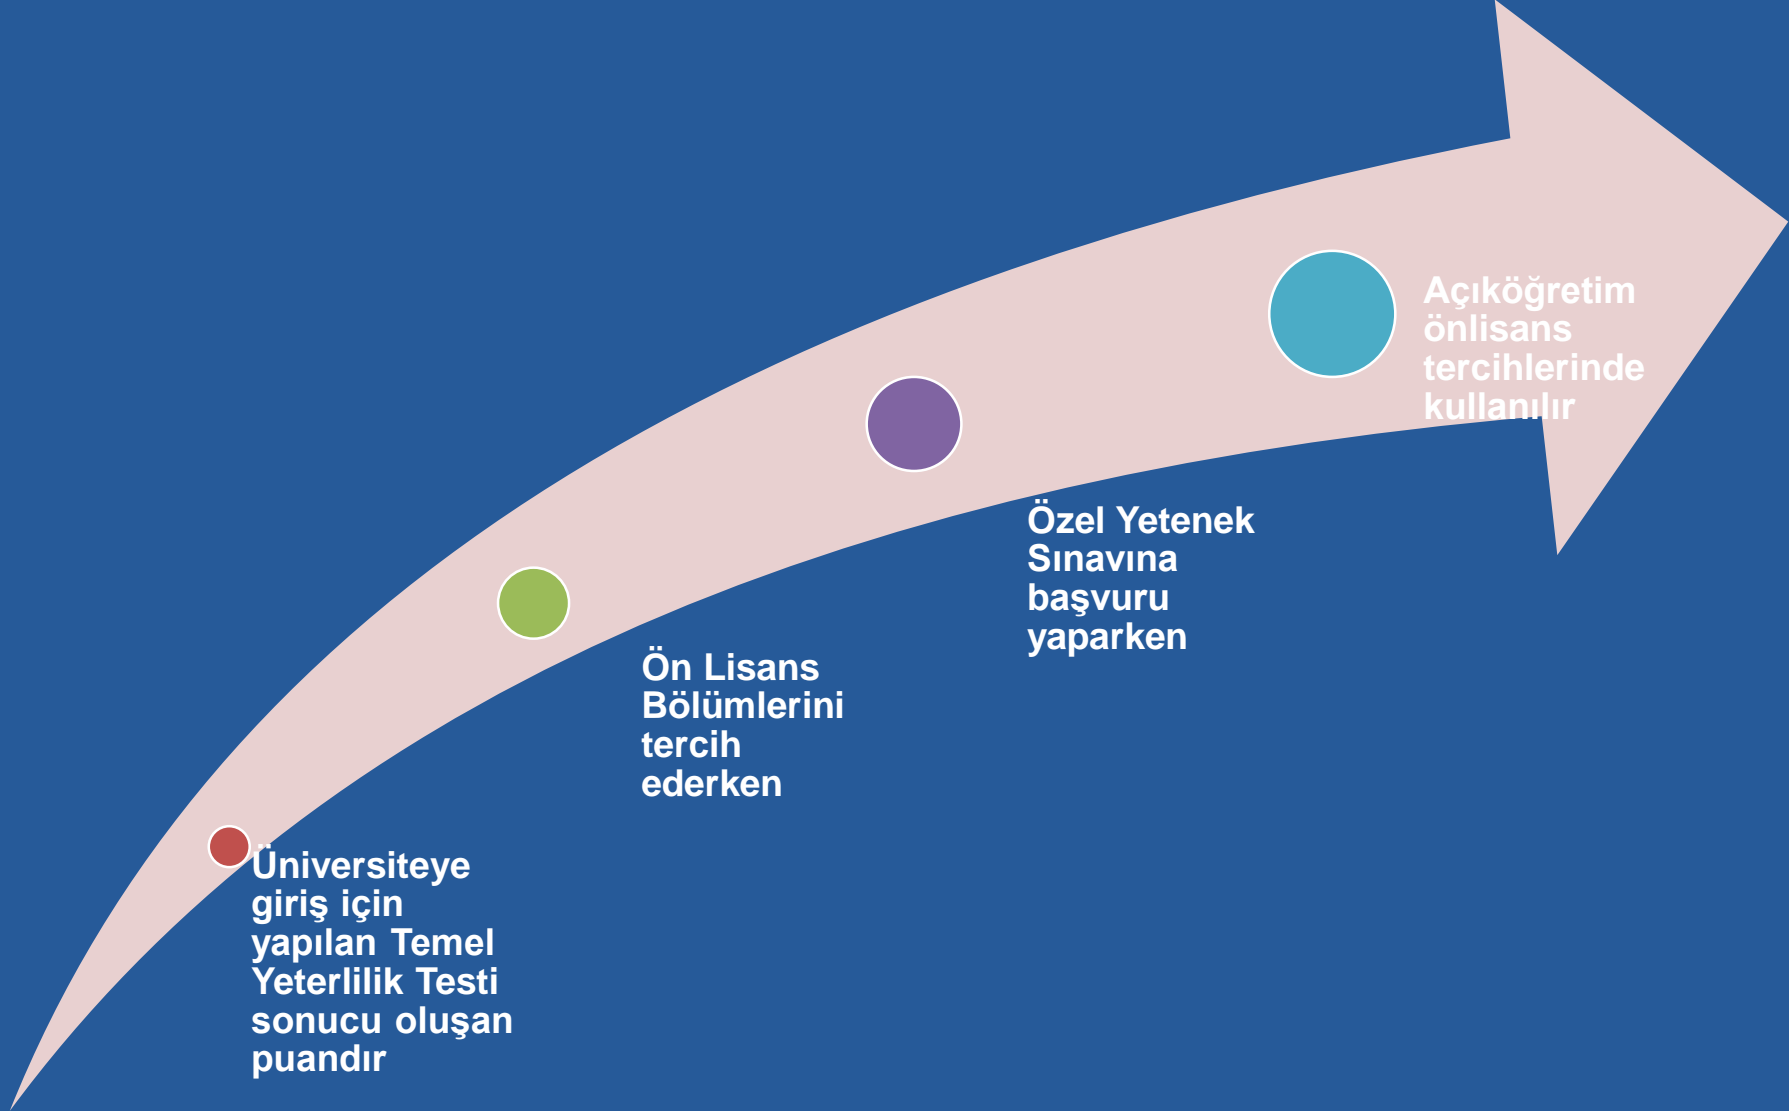 Üniversiteye
giriş için
yapılan Temel
Yeterlilik Testi
sonucu oluşan
puandır
Ön Lisans
Bölümlerini
tercih
ederken
Özel Yetenek
Sınavına
başvuru
yaparken
Açıköğretim
önlisans
tercihlerinde
kullanılır